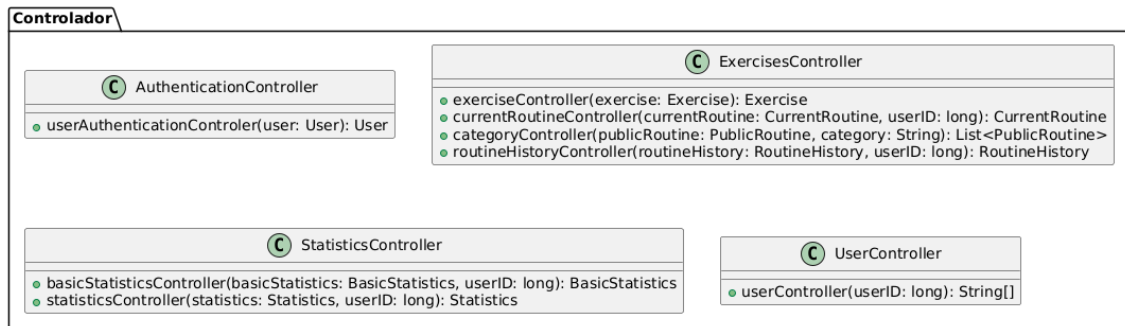 Controlador
C AuthenticationController
userAuthenticationControler(user: User): User
C ExercisesController
exerciseController(exercise: Exercise): Exercise
currentRoutineController(currentRoutine: CurrentRoutine, userID: long): CurrentRoutine
categoryController(publicRoutine: PublicRoutine, category: String): List<PublicRoutine>
routineHistoryController(routineHistory: RoutineHistory, userID: long): RoutineHistory
C StatisticsController
basicStatisticsController(basicStatistics: BasicStatistics, userID: long): BasicStatistics
statisticsController(statistics: Statistics, userID: long): Statistics
C UserController
userController(userID: long): String[]